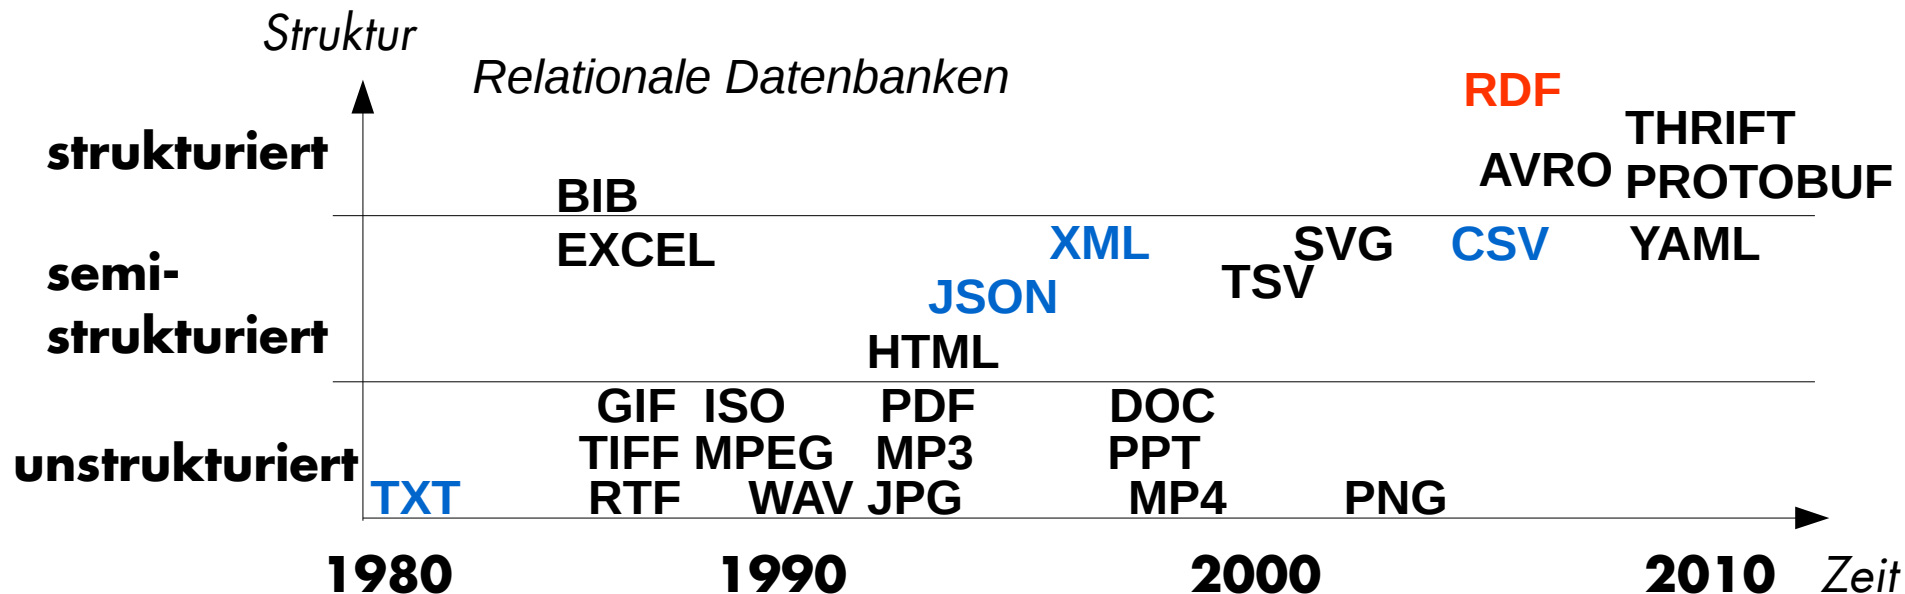 Struktur
Relationale Datenbanken
RDF
THRIFT
strukturiert
AVRO PROTOBUF
BIB
EXCEL XML SVG CSV YAML
semi-
TSV
JSON
strukturiert
HTML
GIF ISO PDF DOC
TIFF MPEG MP3 PPT
unstrukturiert
TXT RTF WAV JPG MP4 PNG
1980 1990 2000 2010 Zeit